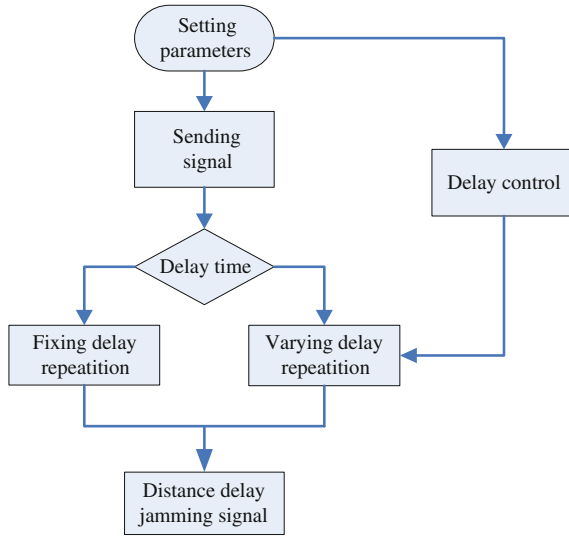 Setting
parameters
Sending
signal
Delay control
Delay time
Fixing delay
repeatition
Varying delay
repeatition
Distance delay
jamming signal